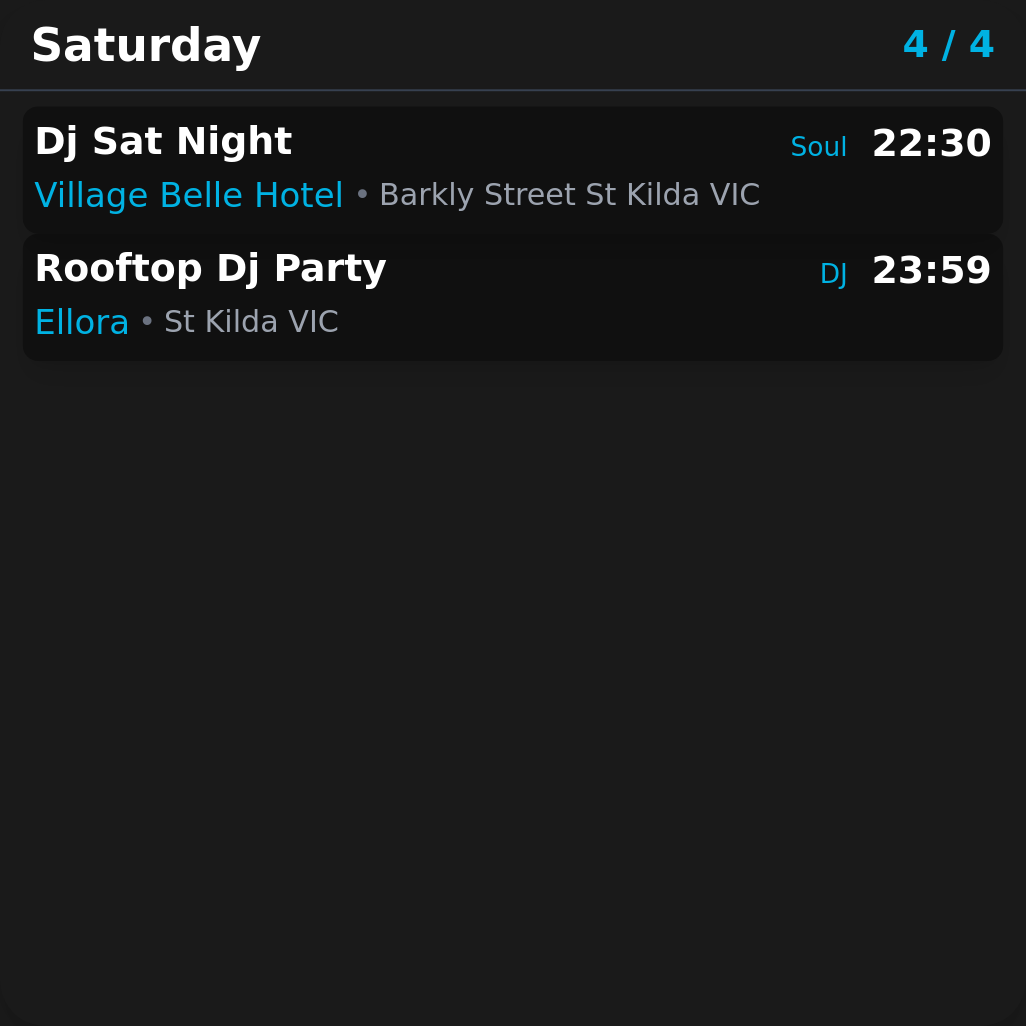 Saturday 4 / 4
Dj Sat Night Soul 22:30
Village Belle Hotel • Barkly Street St Kilda VIC
Rooftop Dj Party DJ 23:59
Ellora • St Kilda VIC